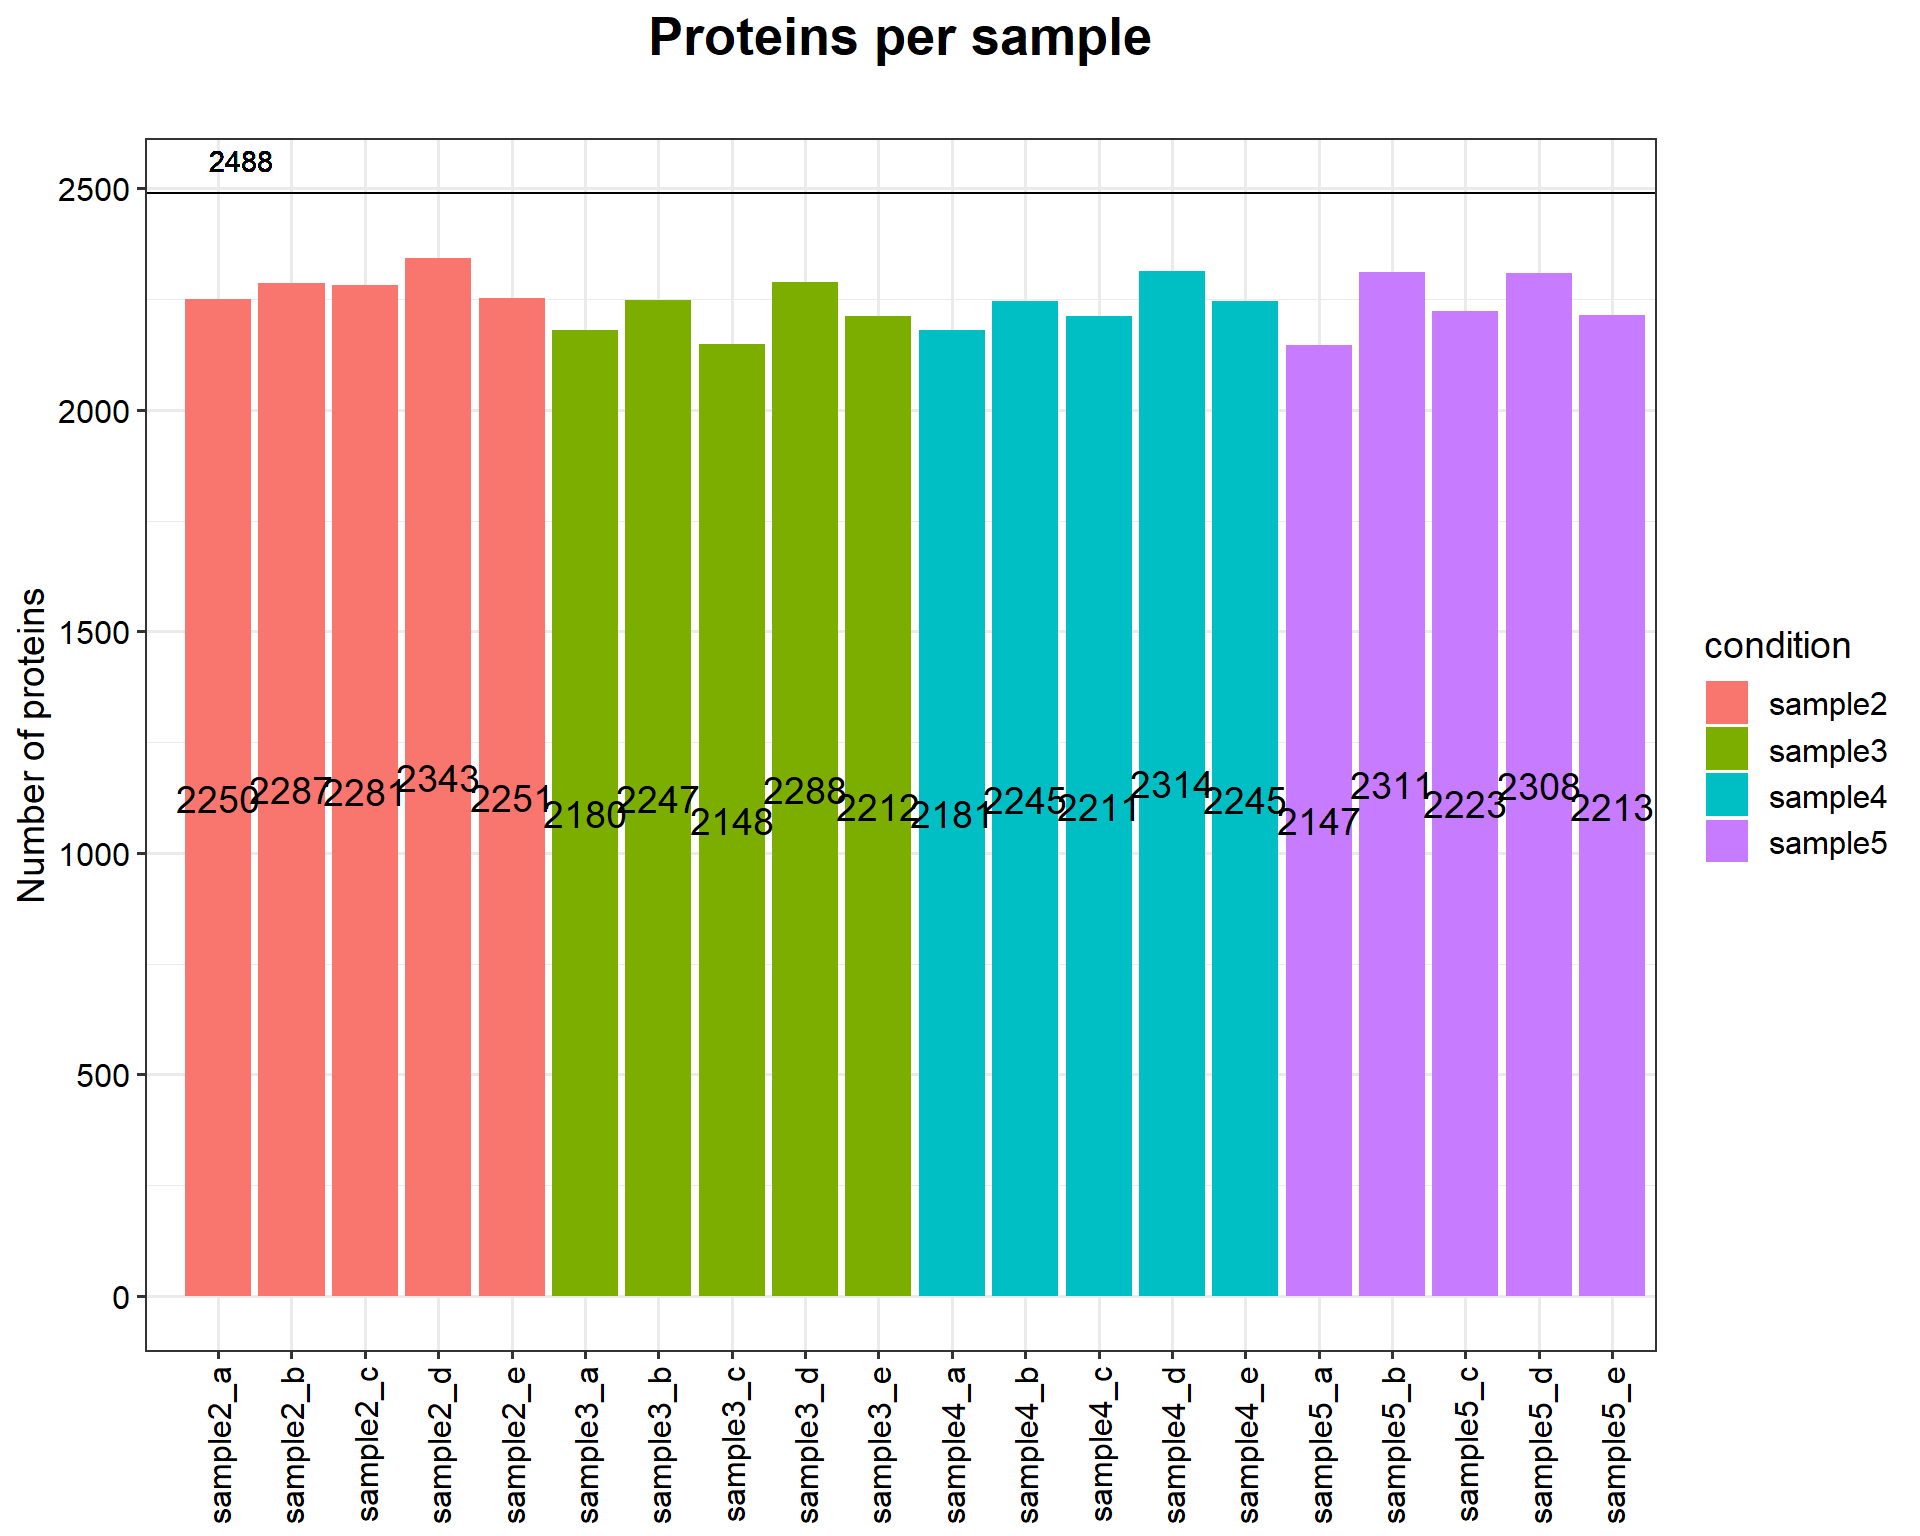 Proteins per sample
2488
2500
2000
1500
1000
500
0
Number of proteins
2250
2287
2281
2343
2251
2180
2247
2148
2288
2212
2181
2245
2211
2314
2245
2147
2311
2223
2308
2213
sample2_a
sample2_b
sample2_c
sample2_d
sample2_e
sample3_a
sample3_b
sample3_c
sample3_d
sample3_e
sample4_a
sample4_b
sample4_c
sample4_d
sample4_e
sample5_a
sample5_b
sample5_c
sample5_d
sample5_e
condition
sample2
sample3
sample4
sample5